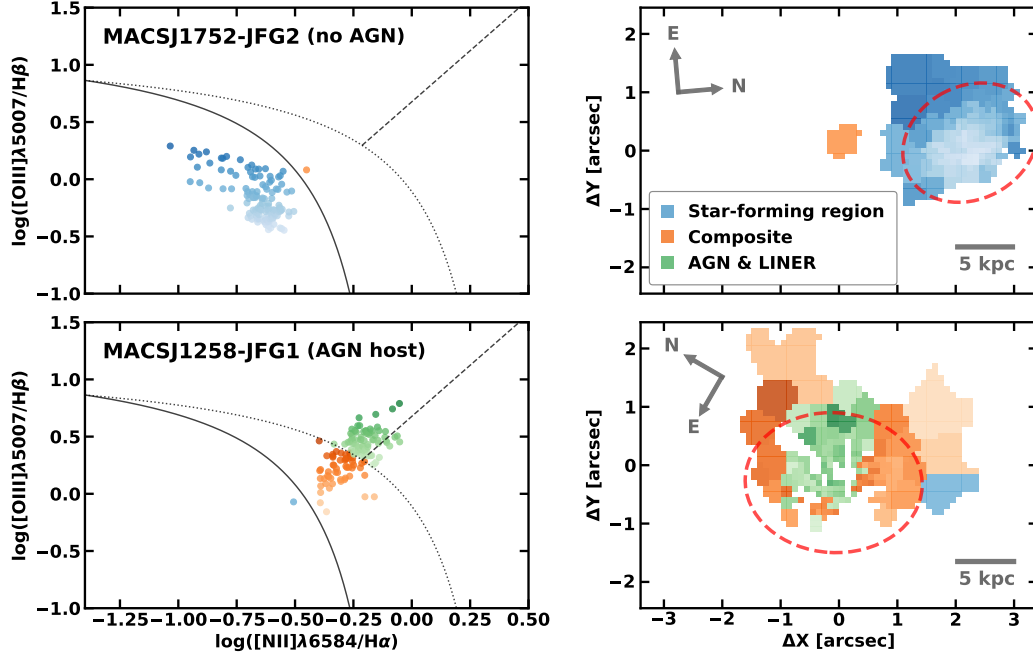 MACSJ1752-JFG2 (no AGN)
log([OIII]λ5007/Hβ)
1.5
1.0
0.5
0.0
−0.5
−1.0
E
N
ΔY [arcsec]
2
1
0
−1
−2
Star-forming region
Composite
AGN & LINER
5 kpc
MACSJ1258-JFG1 (AGN host)
log([OIII]λ5007/Hβ)
1.5
1.0
0.5
0.0
−0.5
−1.0
−1.25 −1.00 −0.75 −0.50 −0.25 0.00 0.25 0.50
log([NII]λ6584/Hα)
N
E
ΔY [arcsec]
2
1
0
−1
−2
5 kpc
−3 −2 −1 0 1 2 3
ΔX [arcsec]